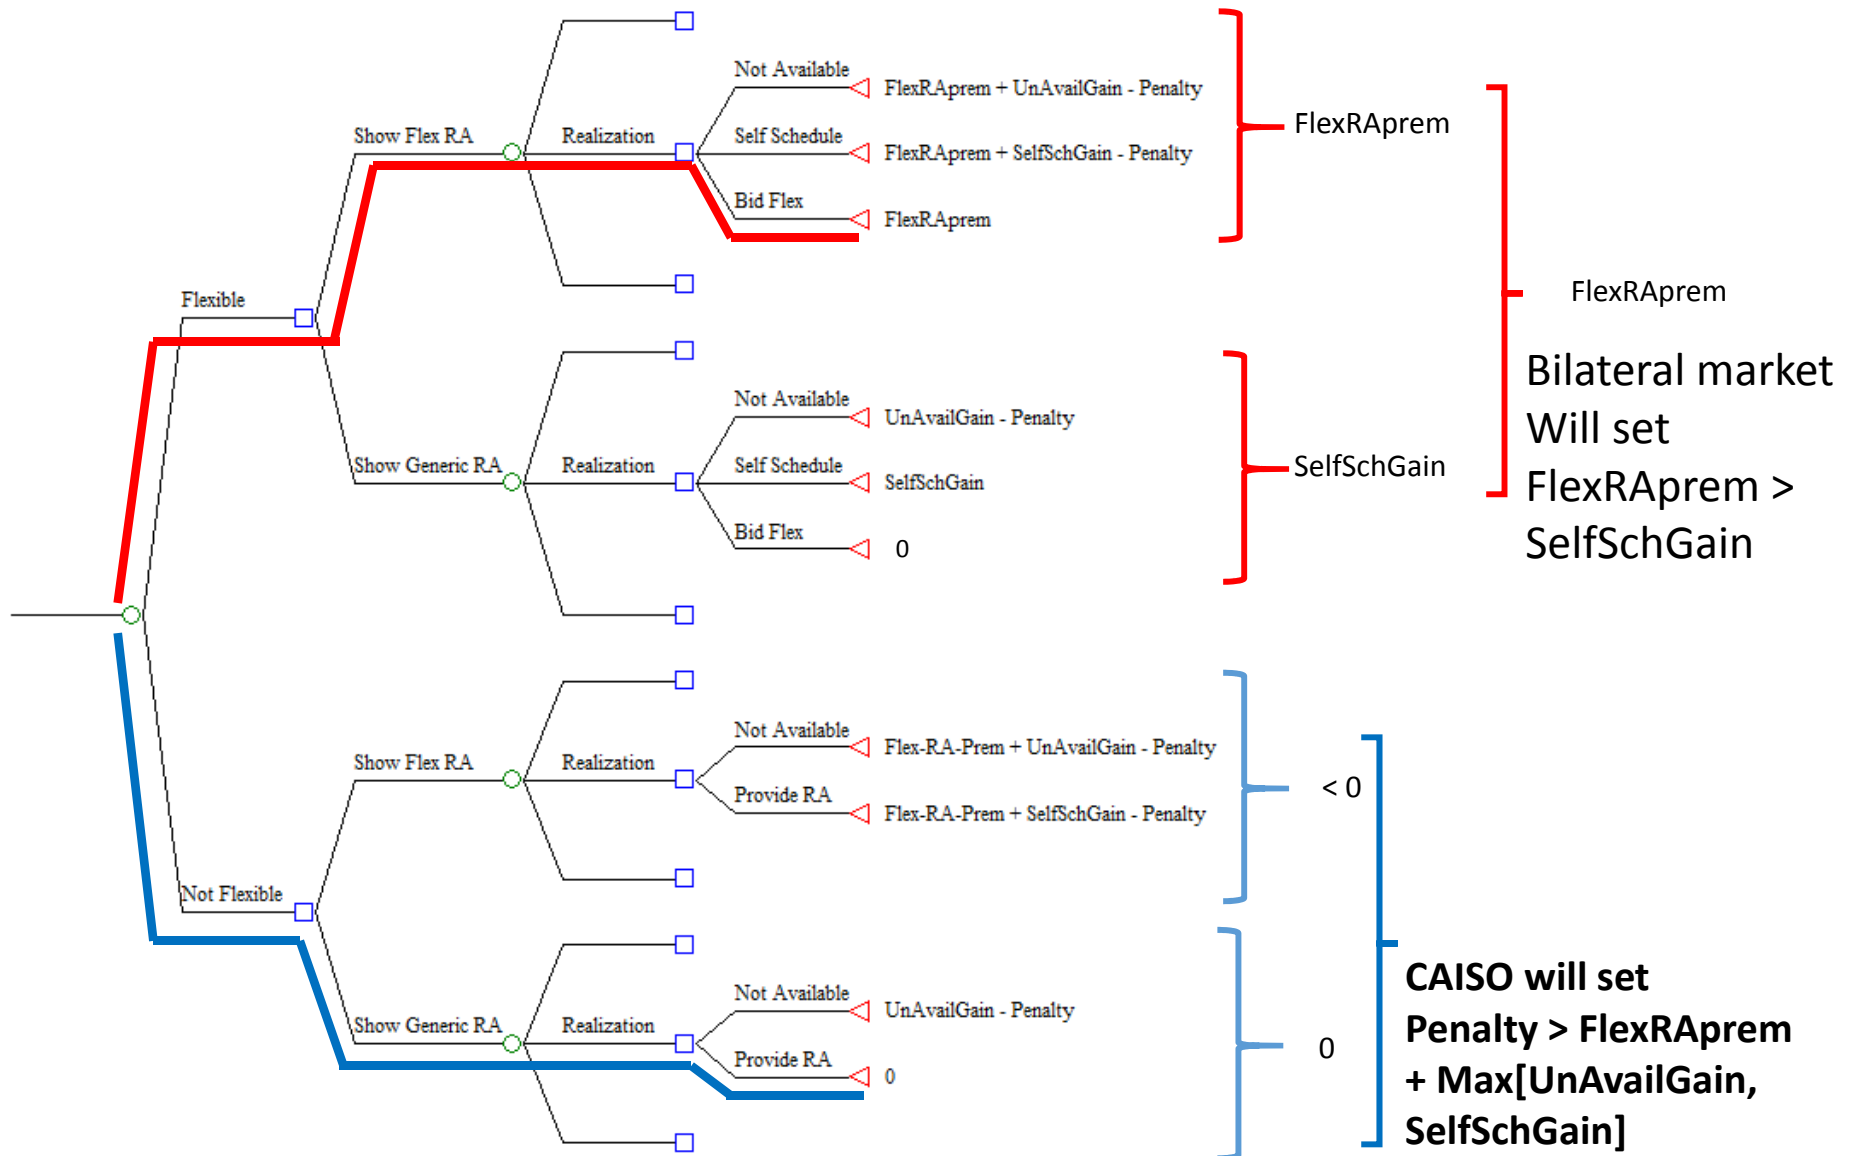 Not Available
FlexRAprem + UnAvailGain - Penalty
Show Flex RA
Realization
Self Schedule
FlexRAprem + SelfSchGain - Penalty
Bid Flex
FlexRAprem
FlexRAprem
Flexible
FlexRAprem
Bilateral market
Will set
FlexRAprem >
SelfSchGain
Not Available
UnAvailGain - Penalty
Show Generic RA
Realization
Self Schedule
SelfSchGain
SelfSchGain
Bid Flex
0
Not Available
Flex-RA-Prem + UnAvailGain - Penalty
Show Flex RA
Realization
Provide RA
Flex-RA-Prem + SelfSchGain - Penalty
< 0
Not Flexible
Not Available
UnAvailGain - Penalty
Show Generic RA
Realization
Provide RA
0
0
CAISO will set
Penalty > FlexRAprem
+ Max[UnAvailGain,
SelfSchGain]